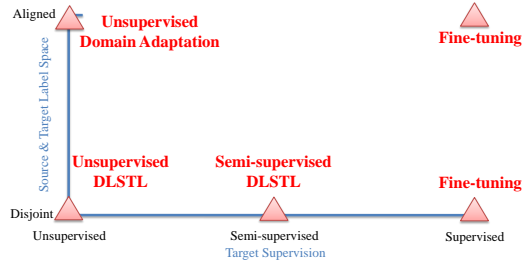 Aligned
Unsupervised
Domain Adaptation
Fine-tuning
Source & Target Label Space
Unsupervised
DLSTL
Semi-supervised
DLSTL
Fine-tuning
Disjoint
Unsupervised
Semi-supervised
Supervised
Target Supervision